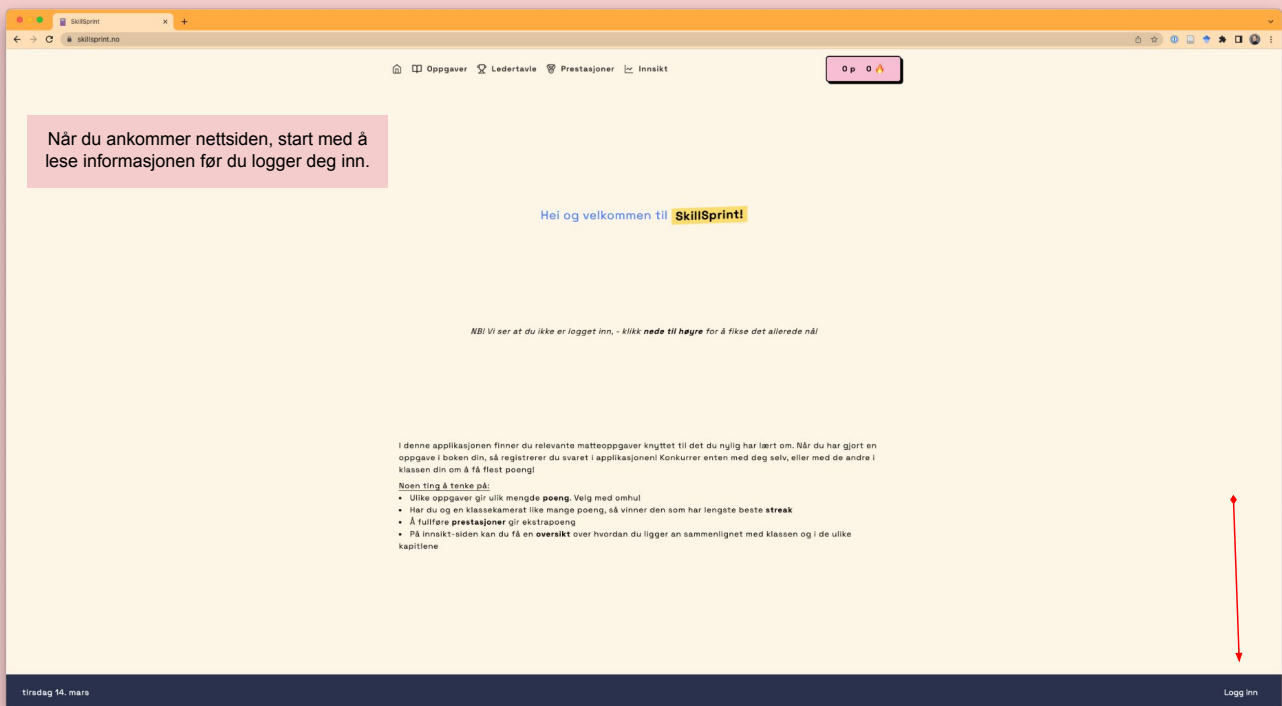 SkillSprint
skillsprint.no
Oppgaver Ledertavle Prestasjoner Innsikt
0 p 0 🔥
Når du ankommer nettsiden, start med å
lese informasjonen før du logger deg inn.
Hei og velkommen til SkillSprint!
NB! Vi ser at du ikke er logget inn, - klikk nede til høyre for å fikse det allerede nå!
I denne applikasjonen finner du relevante matteoppgaver knyttet til det du nylig har lært om. Når du har gjort en
oppgave i boken din, så registrerer du svaret i applikasjonen! Konkurrer enten med deg selv, eller med de andre i
klassen din om å få flest poeng!
Noen ting å tenke på:
• Ulike oppgaver gir ulik mengde poeng. Velg med omhu!
• Har du og en klassekamerat like mange poeng, så vinner den som har lengste beste streak
• Å fullføre prestasjoner gir ekstrapoeng
• På innsikt-siden kan du få en oversikt over hvordan du ligger an sammenlignet med klassen og i de ulike
kapitlene
tirsdag 14. mars
Logg inn